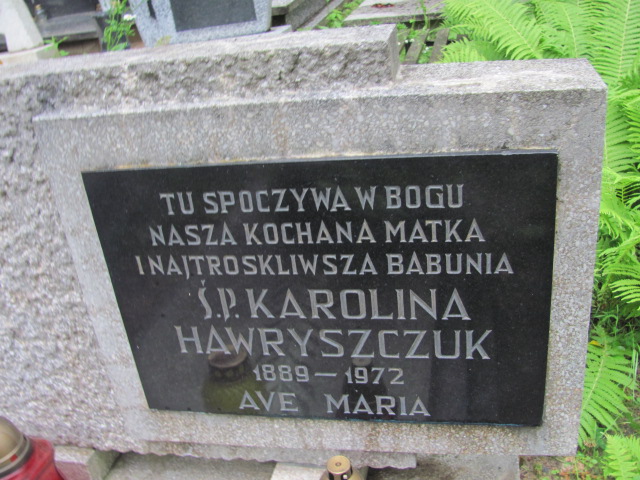 TU SPOCZYWA W BOGU
NASZA KOCHANA MATKA
I NAJTROSKLIWSZA BABUNIA
Ś.P. KAROLINA
HAWRYSZCZUK
1889 — 1972
AVE MARIA